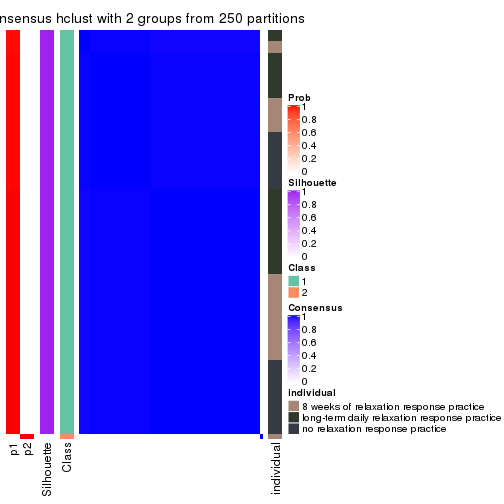 nsensus hclust with 2 groups from 250 partitions
Prob
1
0.8
0.6
0.4
0.2
0
Silhouette
1
0.8
0.6
0.4
0.2
0
Class
1
2
Consensus
1
0.8
0.6
0.4
0.2
0
individual
8 weeks of relaxation response practice
long-term daily relaxation response practice
no relaxation response practice
p1
p2
Silhouette
Class
individual